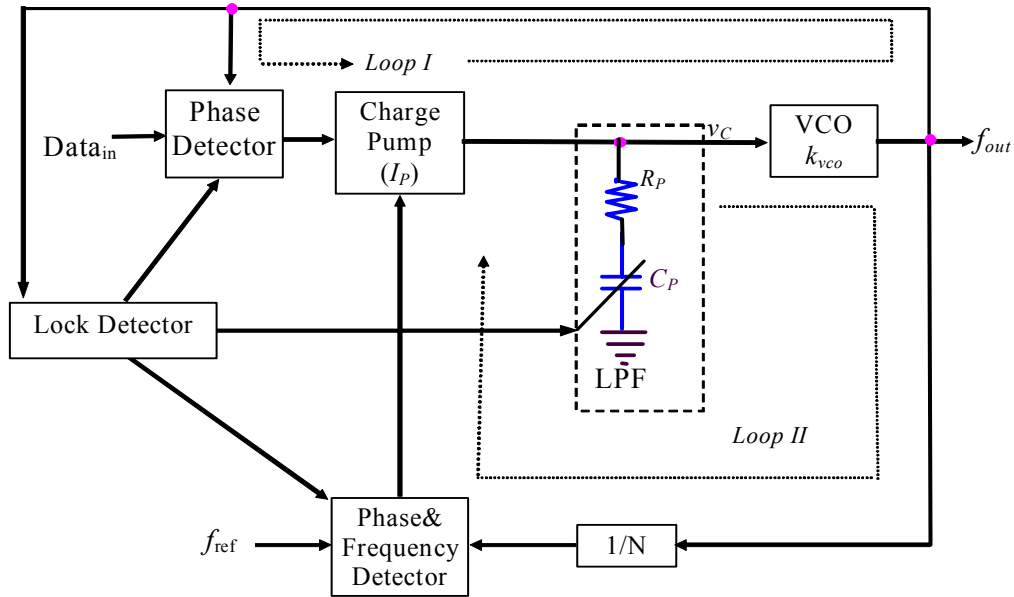 Loop I
Phase
Detector
Charge
Pump
(I_P)
v_C
VCO
k_vco
f_out
Data_in
R_P
C_P
Lock Detector
LPF
Loop II
Phase&
Frequency
Detector
f_ref
1/N